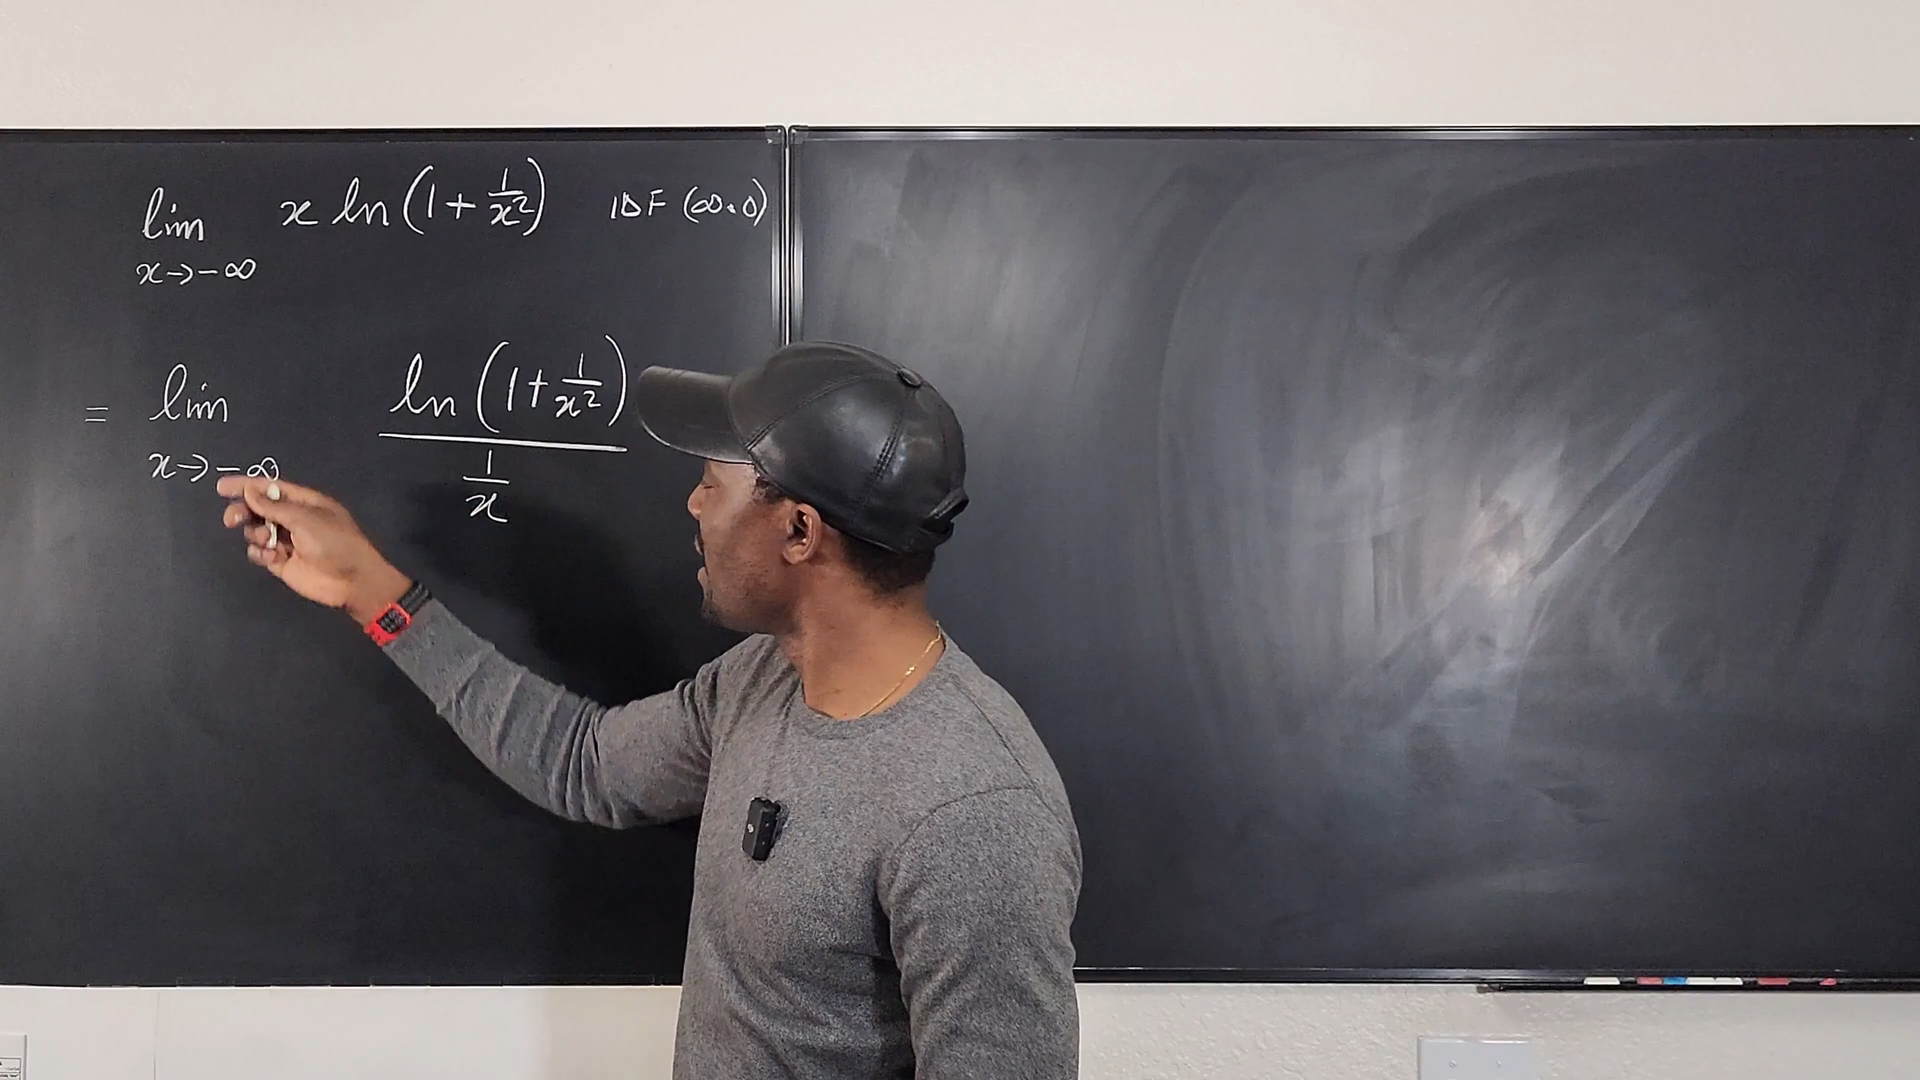 lim x ln(1 + 1/x²) IDF (∞.0)
x→-∞
= lim ln(1 + 1/x²)
x→-∞ 1/x